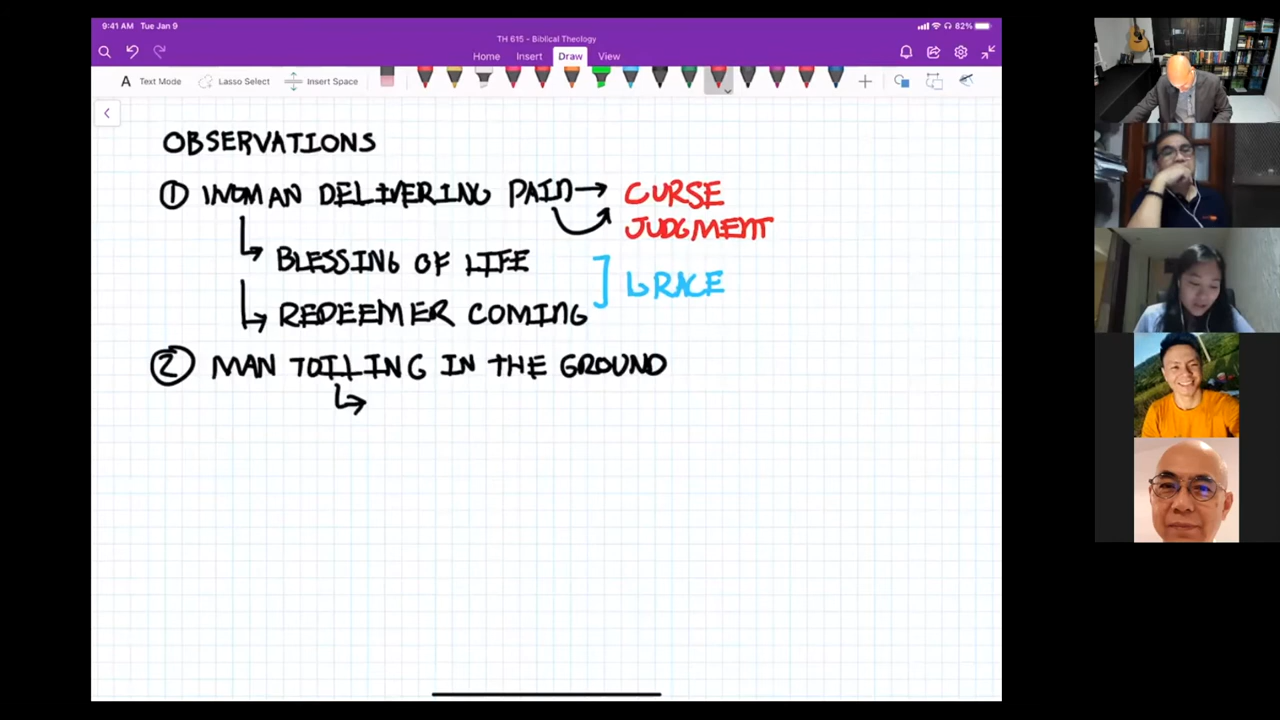 9:41 AM Tue Jan 9
82%
TH 615 - Biblical Theology
Home Insert Draw View
A Text Mode Lasso Select Insert Space
OBSERVATIONS
① WOMAN DELIVERING PAIN → CURSE
JUDGMENT
↳ BLESSING OF LIFE
GRACE
↳ REDEEMER COMING
② MAN TOILING IN THE GROUND